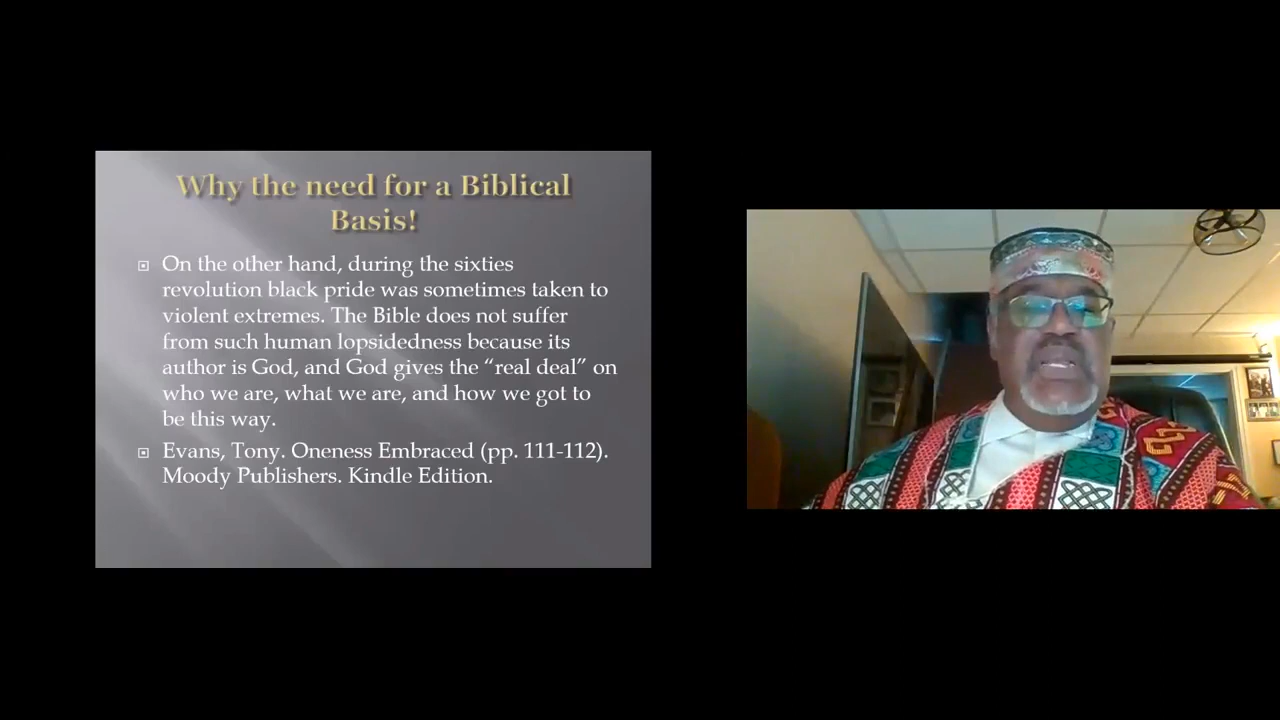 Why the need for a Biblical
Basis!
On the other hand, during the sixties
revolution black pride was sometimes taken to
violent extremes. The Bible does not suffer
from such human lopsidedness because its
author is God, and God gives the “real deal” on
who we are, what we are, and how we got to
be this way.
Evans, Tony. Oneness Embraced (pp. 111-112).
Moody Publishers. Kindle Edition.